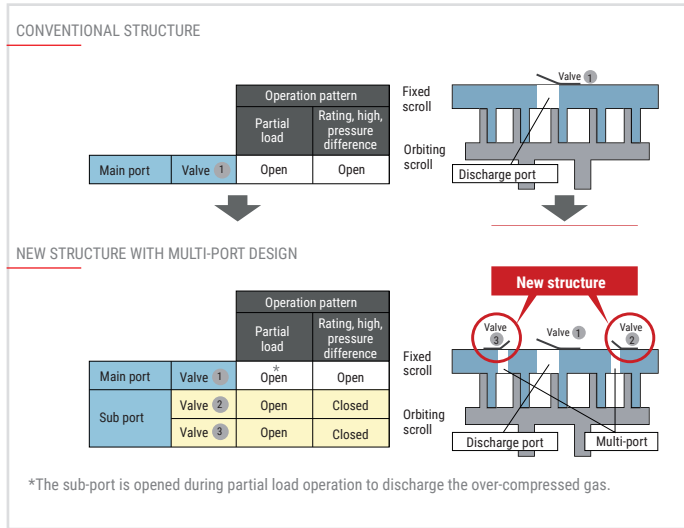 CONVENTIONAL STRUCTURE
Operation pattern
Partial load
Rating, high, pressure difference
Main port Valve 1 Open Open
Valve 1
Fixed scroll
Orbiting scroll
Discharge port
NEW STRUCTURE WITH MULTI-PORT DESIGN
Operation pattern
Partial load
Rating, high, pressure difference
Main port Valve 1 Open* Open
Sub port Valve 2 Open Closed
Valve 3 Open Closed
New structure
Valve 3
Valve 1
Valve 2
Fixed scroll
Orbiting scroll
Discharge port
Multi-port
*The sub-port is opened during partial load operation to discharge the over-compressed gas.